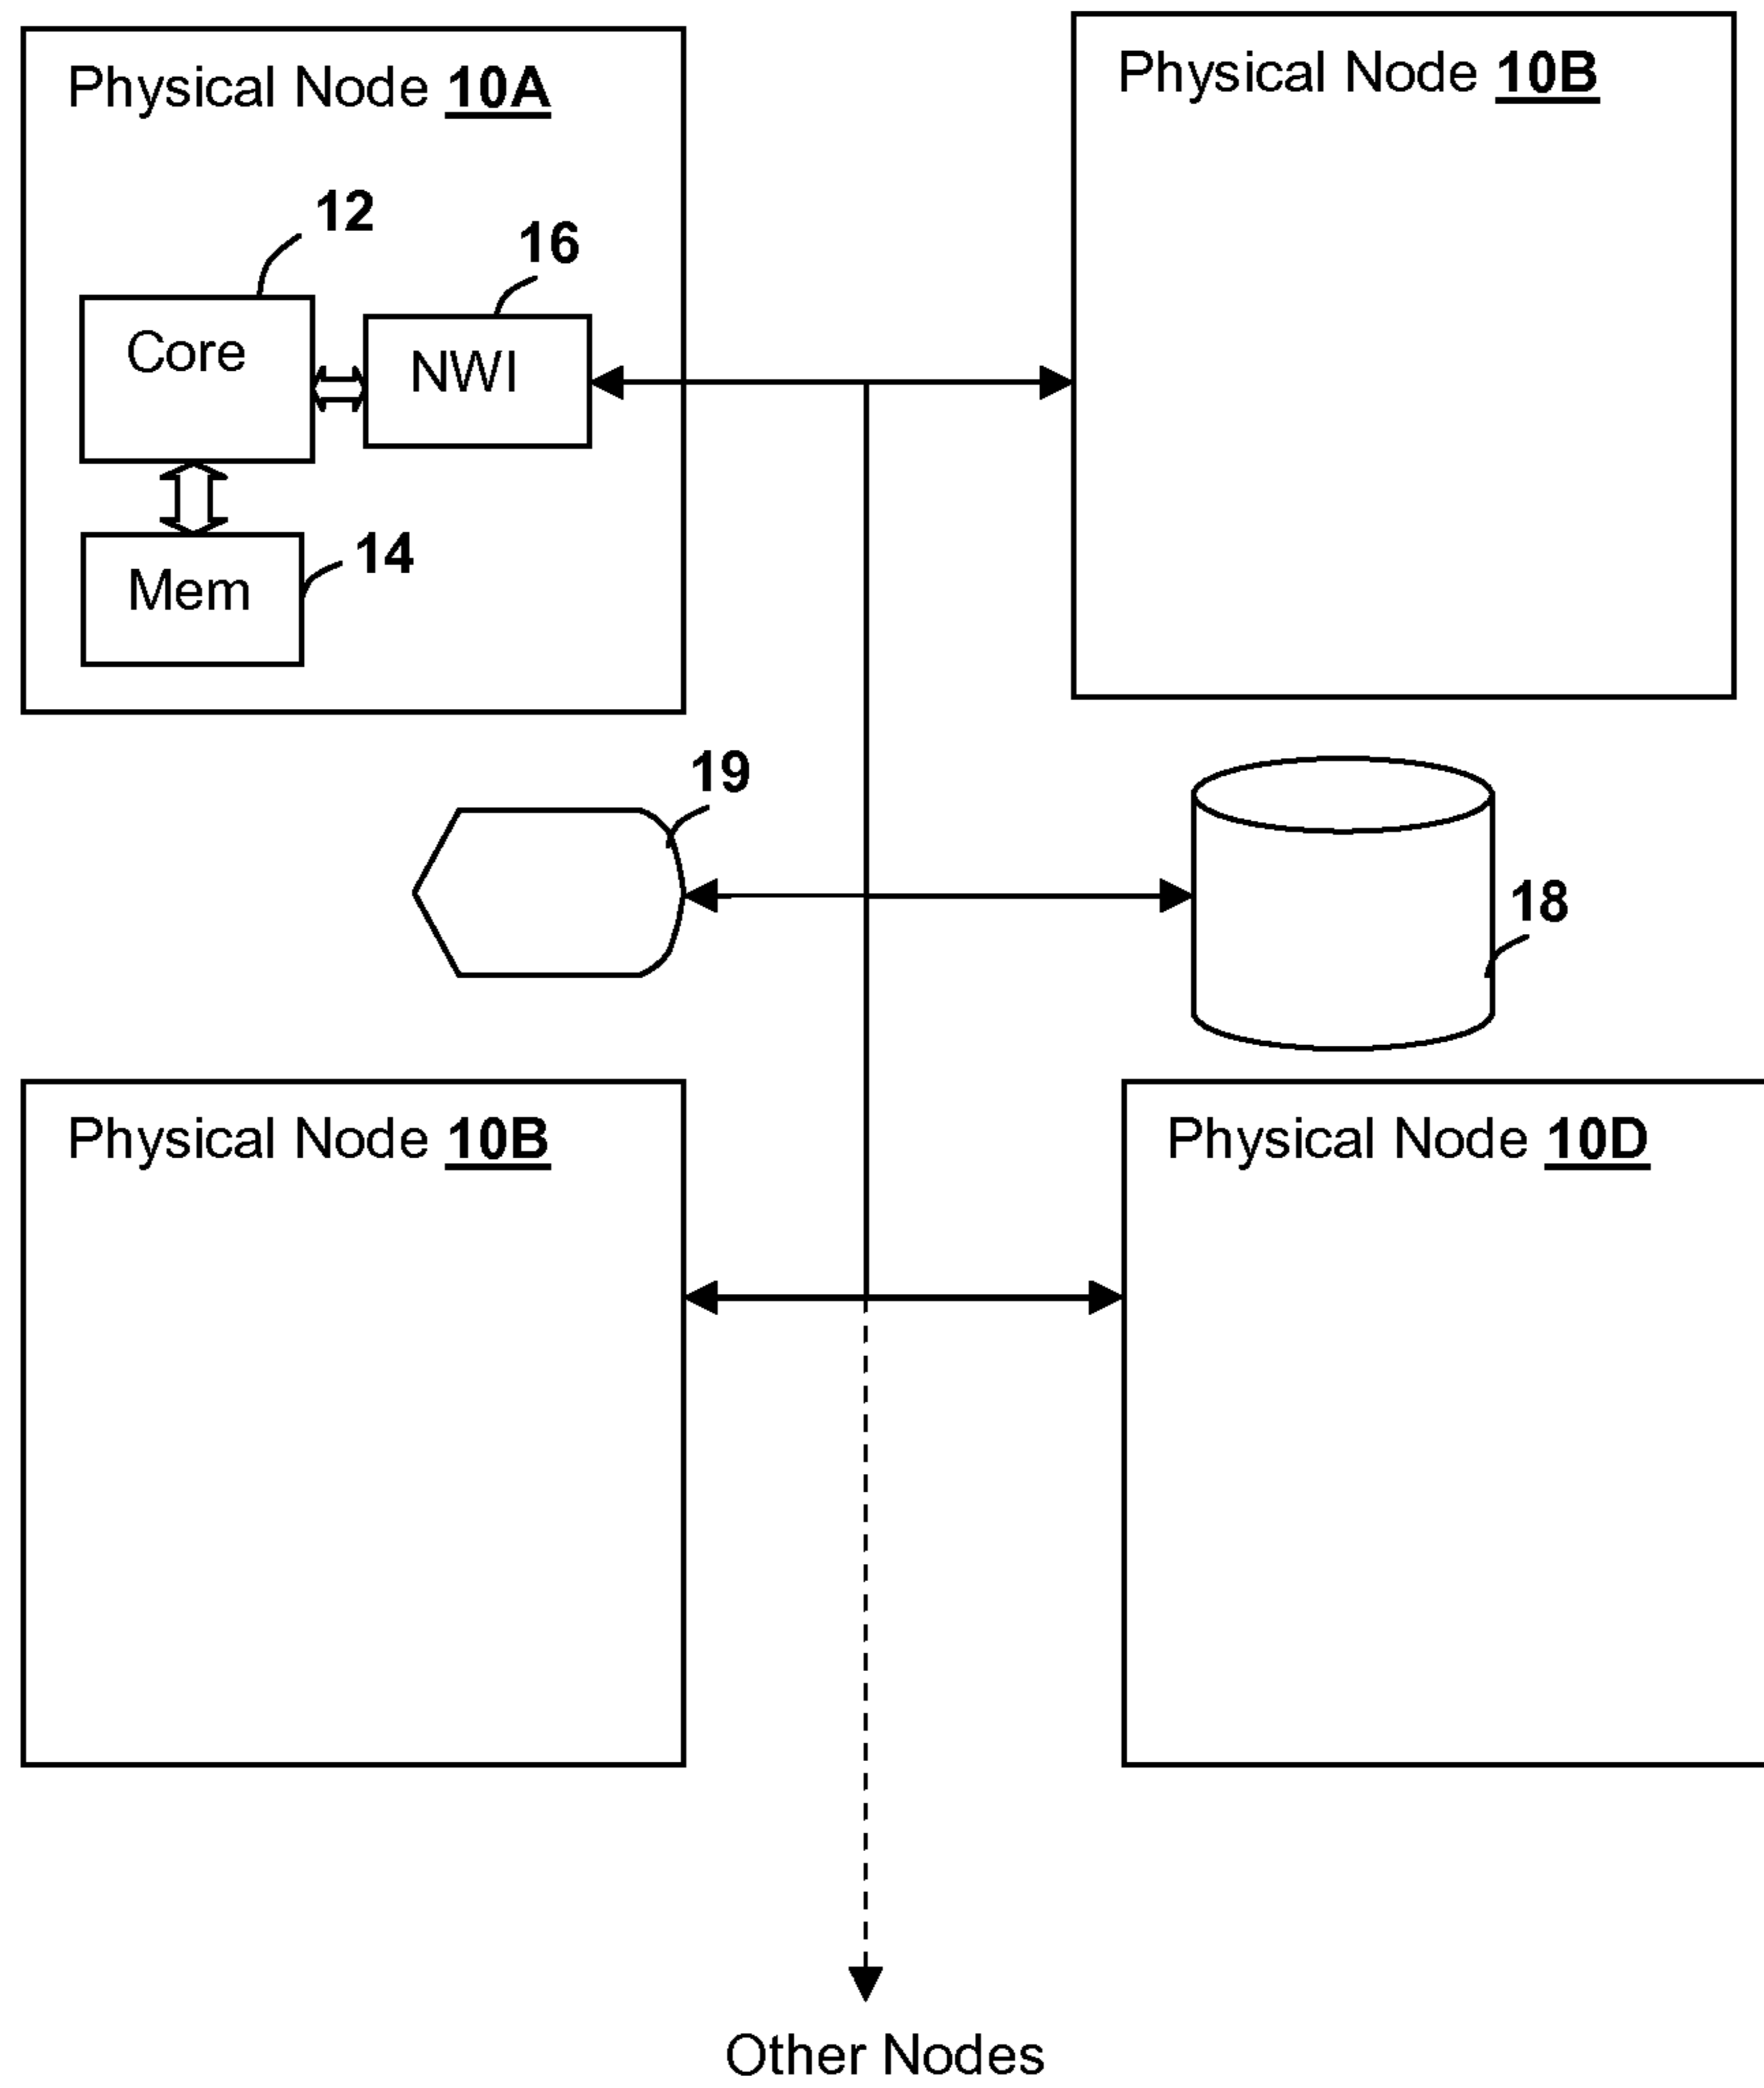 Physical Node 10A
Physical Node 10B
12
16
Core
NWI
14
Mem
19
18
Physical Node 10B
Physical Node 10D
Other Nodes